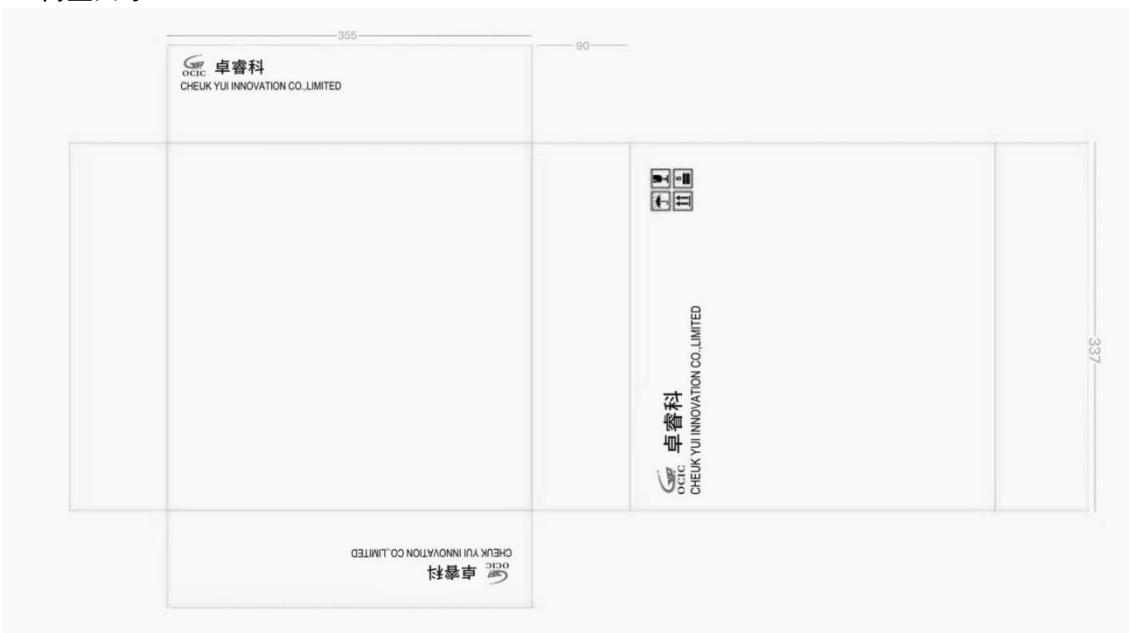 355
90
OCIC 卓睿科
CHEUK YUI INNOVATION CO.,LIMITED
337
OCIC 卓睿科
CHEUK YUI INNOVATION CO.,LIMITED
OCIC 卓睿科
CHEUK YUI INNOVATION CO.,LIMITED